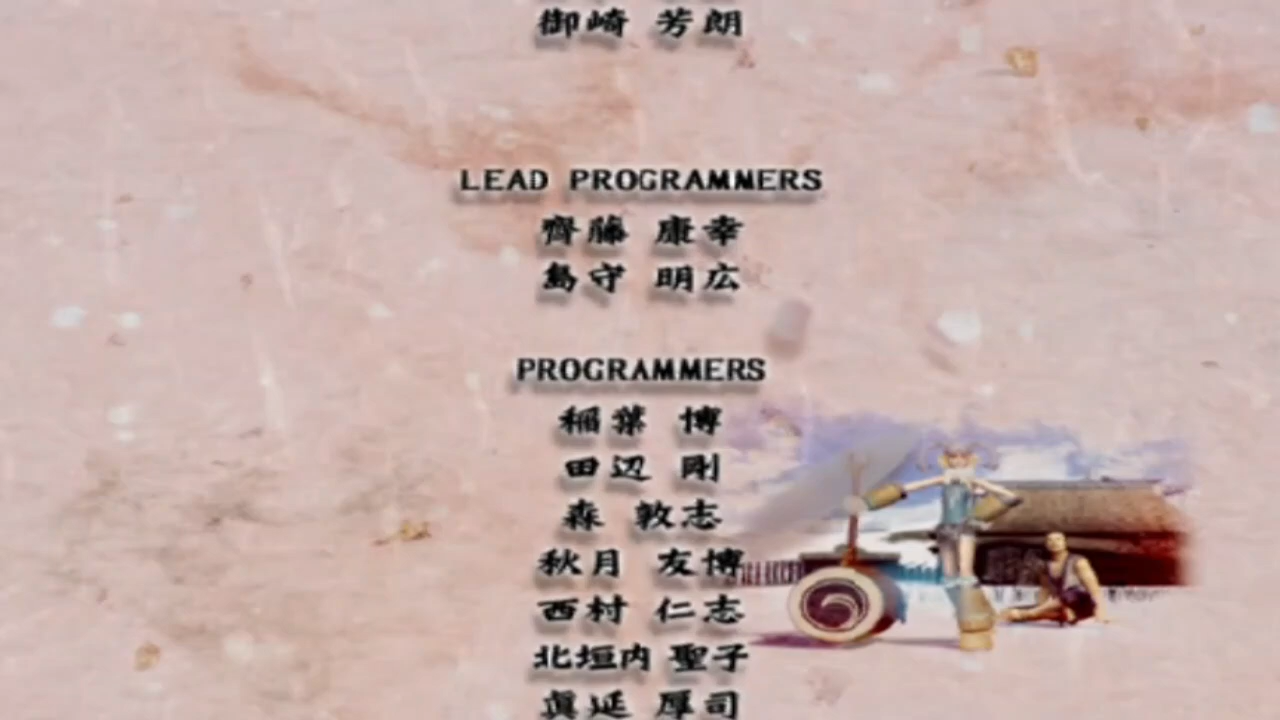 御崎 芳朗
LEAD PROGRAMMERS
齊藤 康幸
島守 明広
PROGRAMMERS
稲葉 博
田辺 剛
森 敦志
秋月 友博
西村 仁志
北垣内 聖子
眞延 厚司